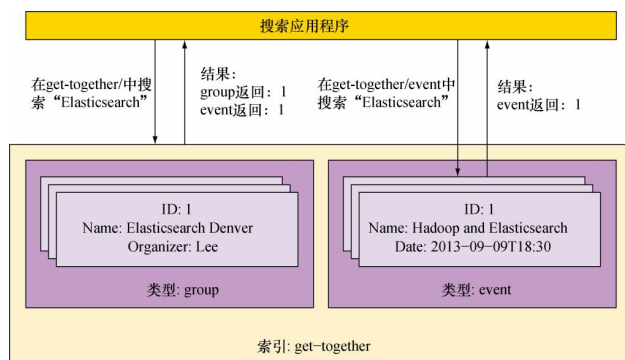 搜索应用程序
在get-together/中搜
索“Elasticsearch”
结果：
group返回：1
event返回：1
在get-together/event中
搜索“Elasticsearch”
结果：
event返回：1
ID: 1
Name: Elasticsearch Denver
Organizer: Lee
类型: group
ID: 1
Name: Hadoop and Elasticsearch
Date: 2013-09-09T18:30
类型: event
索引: get-together